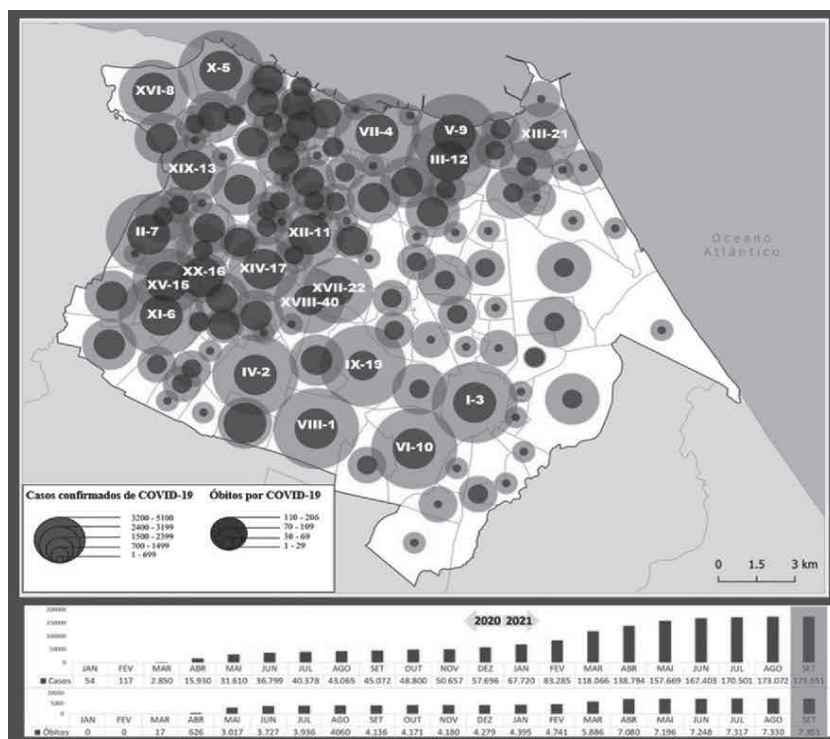 X-5
XVI-8
VII-4
V-9
XIII-21
III-12
XIX-13
II-7
XII-11
Oceano
Atlântico
XX-16
XIV-17
XV-15
XVII-22
XVIII-40
XI-6
IV-2
IX-19
I-3
VIII-1
VI-10
Casos confirmados de COVID-19
Óbitos por COVID-19
3200 - 5100
2400 - 3199
1500 - 2399
700 - 1499
1 - 699
110 - 206
70 - 109
30 - 69
1 - 29
0 1.5 3 km
2020 2021
200000
150000
100000
50000
0
JAN FEV MAR ABR MAI JUN JUL AGO SET OUT NOV DEZ JAN FEV MAR ABR MAI JUN JUL AGO SET
Casos 54 117 2.850 15.930 31.610 36.799 40.378 43.065 45.072 48.800 50.657 57.696 67.720 83.285 118.066 138.794 157.669 167.403 170.501 173.072
10000
5000
0
JAN FEV MAR ABR MAI JUN JUL AGO SET OUT NOV DEZ JAN FEV MAR ABR MAI JUN JUL AGO SET
Óbitos 0 0 17 626 3.017 3.727 3.936 4060 4.136 4.171 4.180 4.279 4.395 4.741 5.886 7.080 7.196 7.248 7.317 7.330 7.351